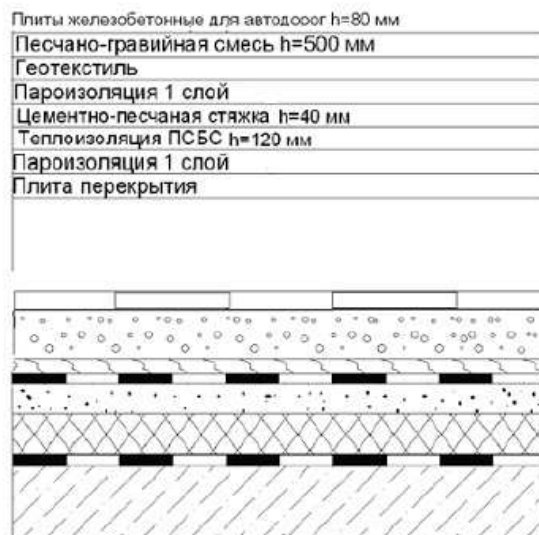 Плиты железобетонные для автодорог h=80 мм
Песчано-гравийная смесь h=500 мм
Геотекстиль
Пароизоляция 1 слой
Цементно-песчаная стяжка h=40 мм
Теплоизоляция ПСБС h=120 мм
Пароизоляция 1 слой
Плита перекрытия